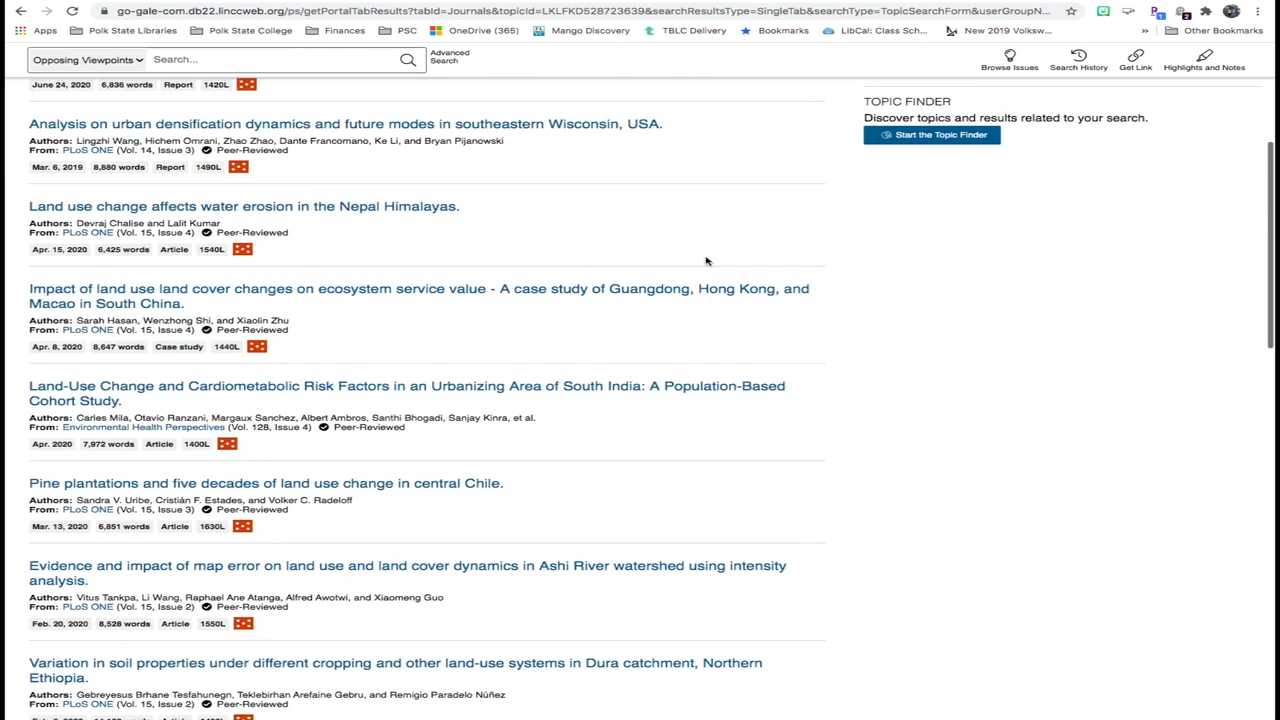 go-gale-com.db22.linccweb.org/ps/getPortalTabResults?tabId=Journals&topicId=LKLFKD528723639&searchResultsType=SingleTab&searchType=TopicSearchForm&userGroupN...
Apps Polk State Libraries Polk State College Finances PSC OneDrive (365) Mango Discovery TBLC Delivery Bookmarks LibCal: Class Sch... New 2019 Volksw... » Other Bookmarks
Opposing Viewpoints Search... Advanced Search
Browse Issues Search History Get Link Highlights and Notes
June 24, 2020 6,836 words Report 1420L
TOPIC FINDER
Discover topics and results related to your search.
Start the Topic Finder
Analysis on urban densification dynamics and future modes in southeastern Wisconsin, USA.
Authors: Lingzhi Wang, Hichem Omrani, Zhao Zhao, Dante Francomano, Ke Li, and Bryan Pijanowski
From: PLoS ONE (Vol. 14, Issue 3) Peer-Reviewed
Mar. 6, 2019 8,880 words Report 1490L
Land use change affects water erosion in the Nepal Himalayas.
Authors: Devraj Chalise and Lalit Kumar
From: PLoS ONE (Vol. 15, Issue 4) Peer-Reviewed
Apr. 15, 2020 6,425 words Article 1540L
Impact of land use land cover changes on ecosystem service value - A case study of Guangdong, Hong Kong, and
Macao in South China.
Authors: Sarah Hasan, Wenzhong Shi, and Xiaolin Zhu
From: PLoS ONE (Vol. 15, Issue 4) Peer-Reviewed
Apr. 8, 2020 8,647 words Case study 1440L
Land-Use Change and Cardiometabolic Risk Factors in an Urbanizing Area of South India: A Population-Based
Cohort Study.
Authors: Carles Mila, Otavio Ranzani, Margaux Sanchez, Albert Ambros, Santhi Bhogadi, Sanjay Kinra, et al.
From: Environmental Health Perspectives (Vol. 128, Issue 4) Peer-Reviewed
Apr. 2020 7,972 words Article 1400L
Pine plantations and five decades of land use change in central Chile.
Authors: Sandra V. Uribe, Cristián F. Estades, and Volker C. Radeloff
From: PLoS ONE (Vol. 15, Issue 3) Peer-Reviewed
Mar. 13, 2020 6,851 words Article 1630L
Evidence and impact of map error on land use and land cover dynamics in Ashi River watershed using intensity
analysis.
Authors: Vitus Tankpa, Li Wang, Raphael Ane Atanga, Alfred Awotwi, and Xiaomeng Guo
From: PLoS ONE (Vol. 15, Issue 2) Peer-Reviewed
Feb. 20, 2020 8,528 words Article 1550L
Variation in soil properties under different cropping and other land-use systems in Dura catchment, Northern
Ethiopia.
Authors: Gebreyesus Brhane Tesfahunegn, Teklebirhan Arefaine Gebru, and Remigio Paradelo Núñez
From: PLoS ONE (Vol. 15, Issue 2) Peer-Reviewed